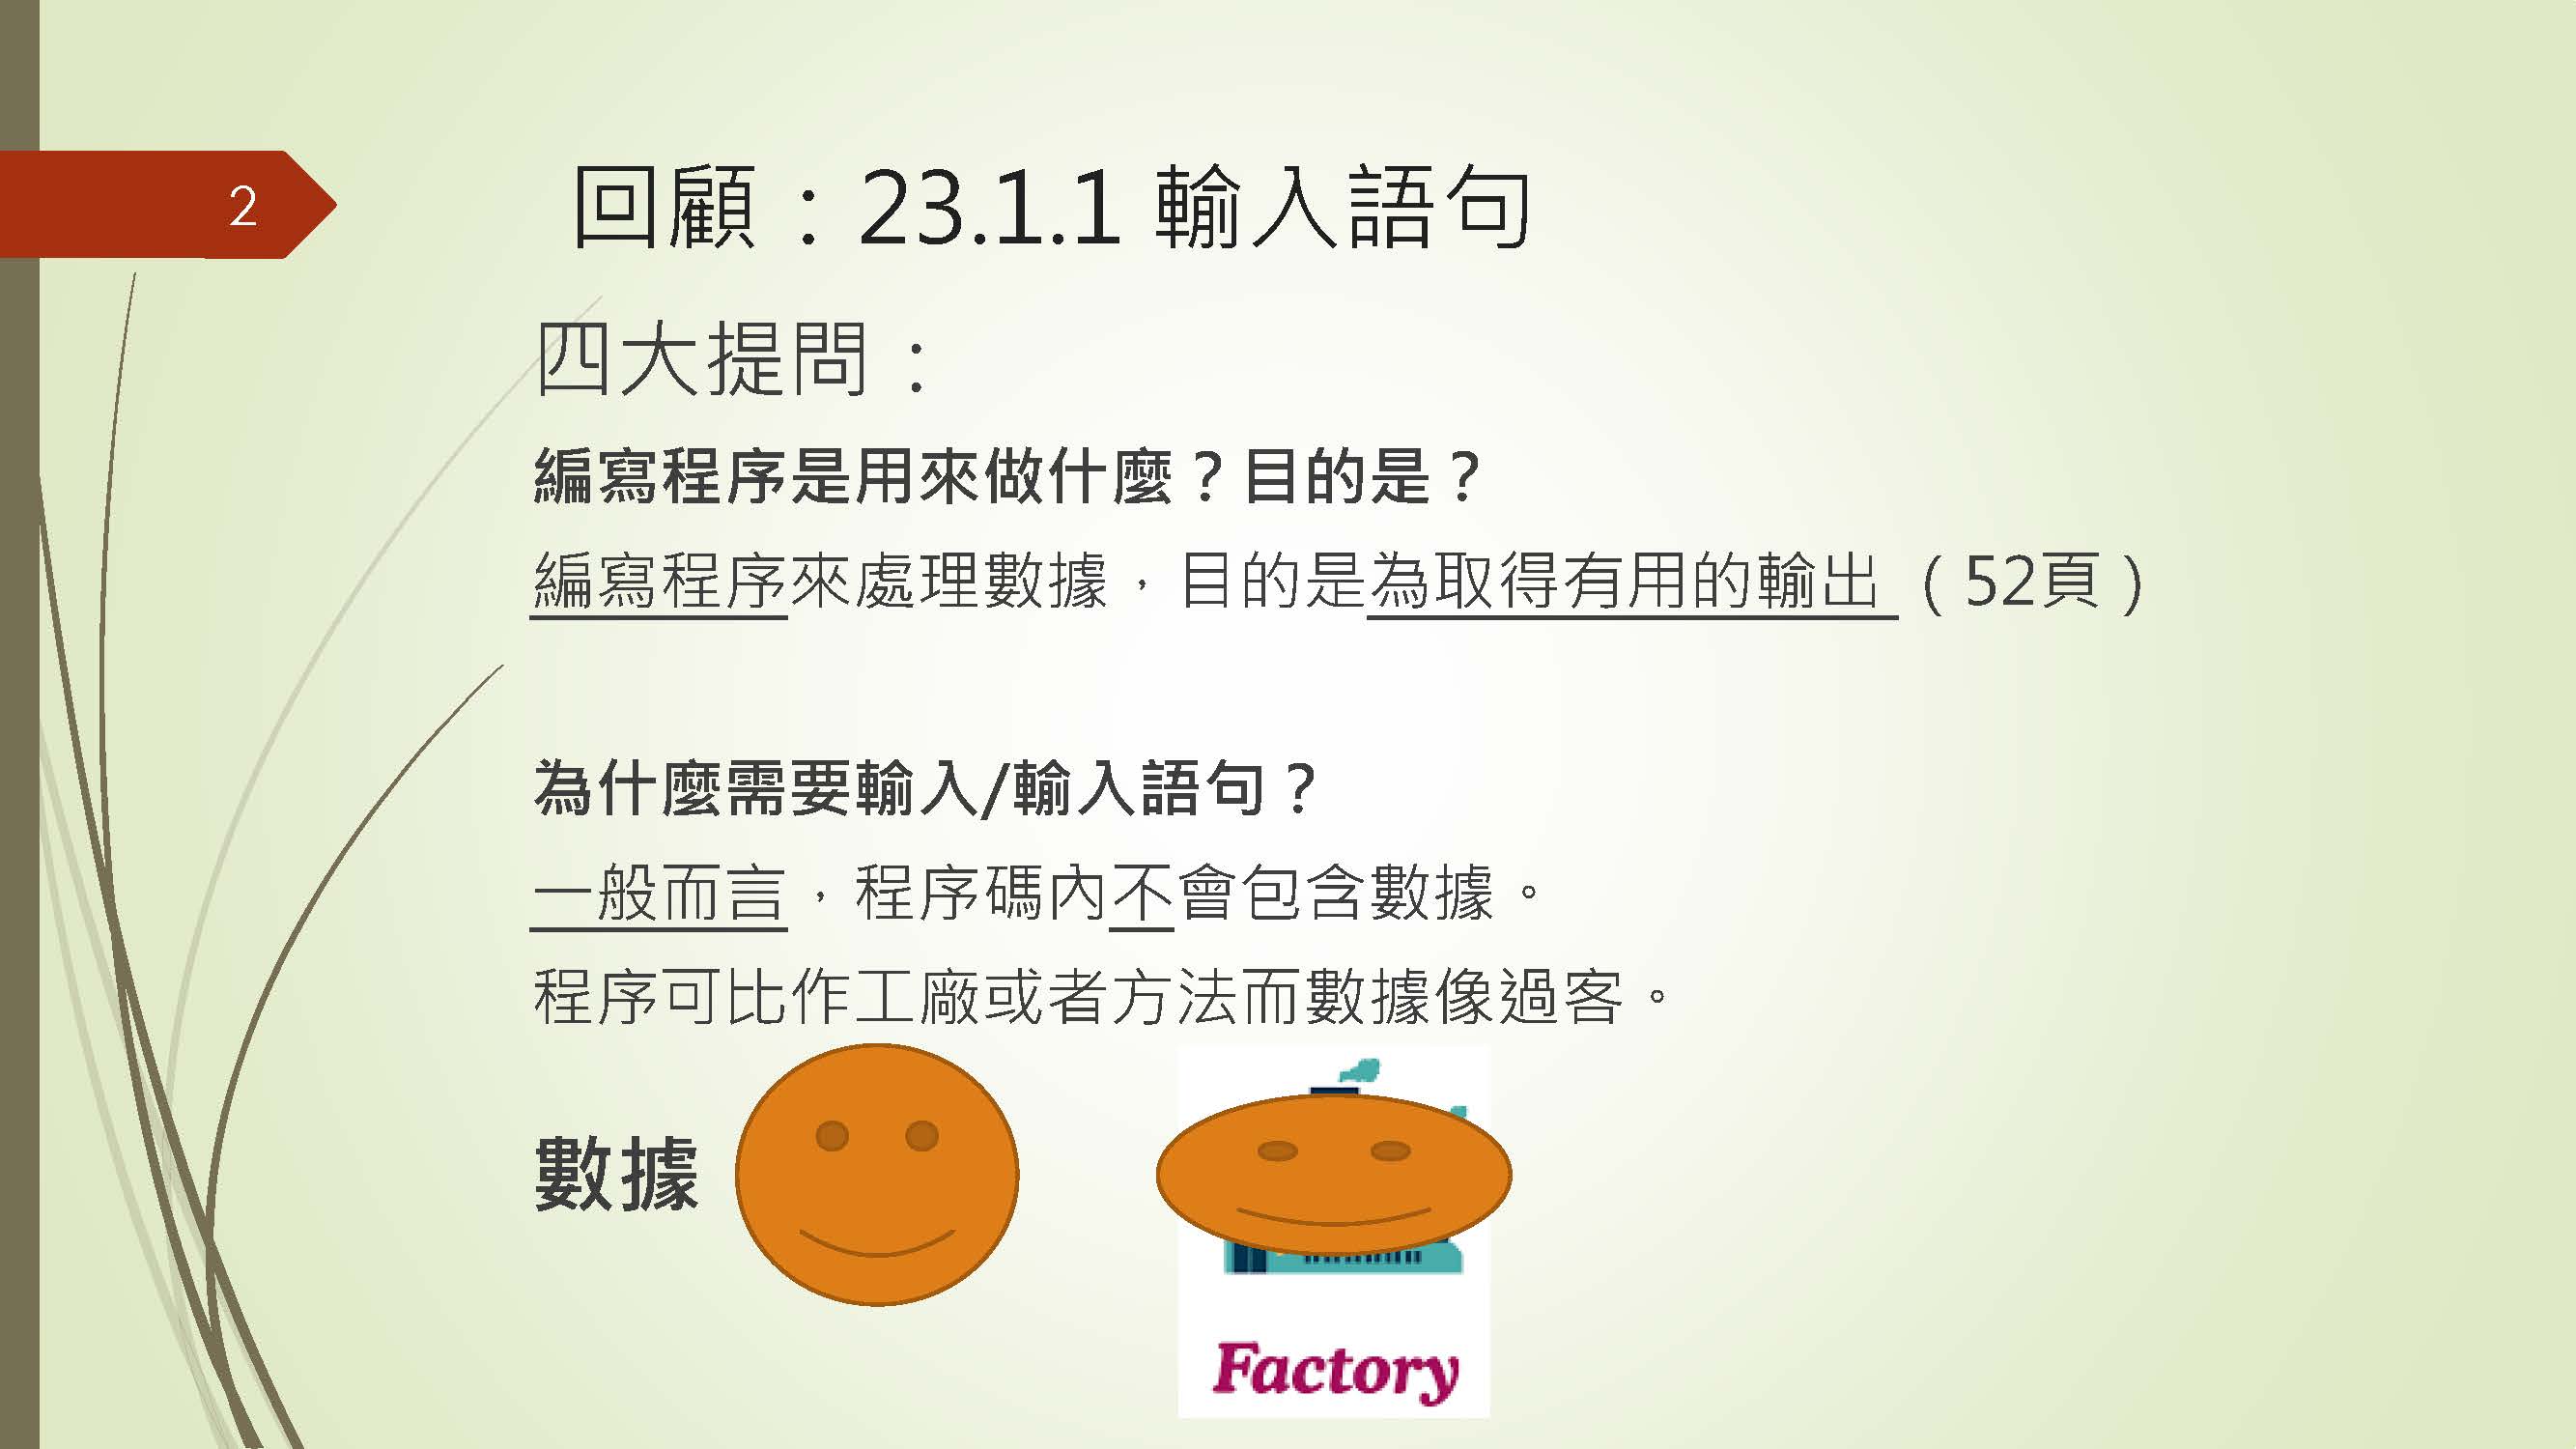 2
回顧：23.1.1 輸入語句
四大提問：
編寫程序是用來做什麼？目的是？
編寫程序來處理數據，目的是為取得有用的輸出（52頁）
為什麼需要輸入/輸入語句？
一般而言，程序碼內不會包含數據。
程序可比作工廠或者方法而數據像過客。
數據
Factory